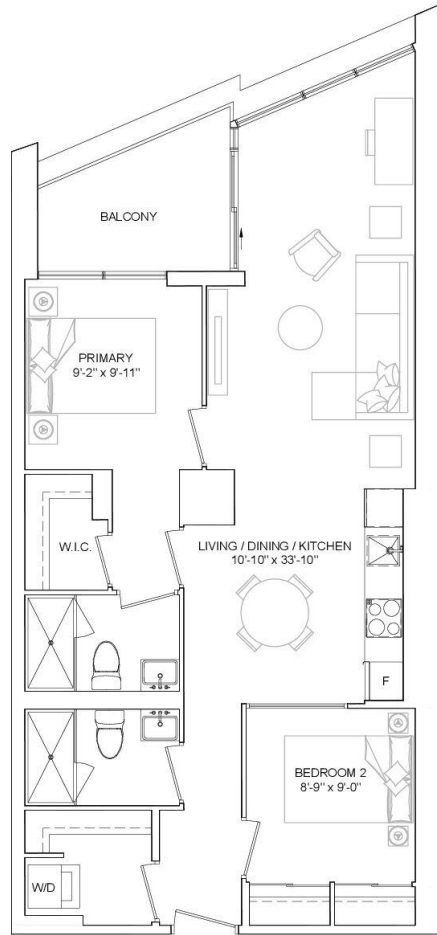 BALCONY
PRIMARY
9'-2" x 9'-11"
W.I.C.
LIVING / DINING / KITCHEN
10'-10" x 33'-10"
F
BEDROOM 2
8'-9" x 9'-0"
W/D